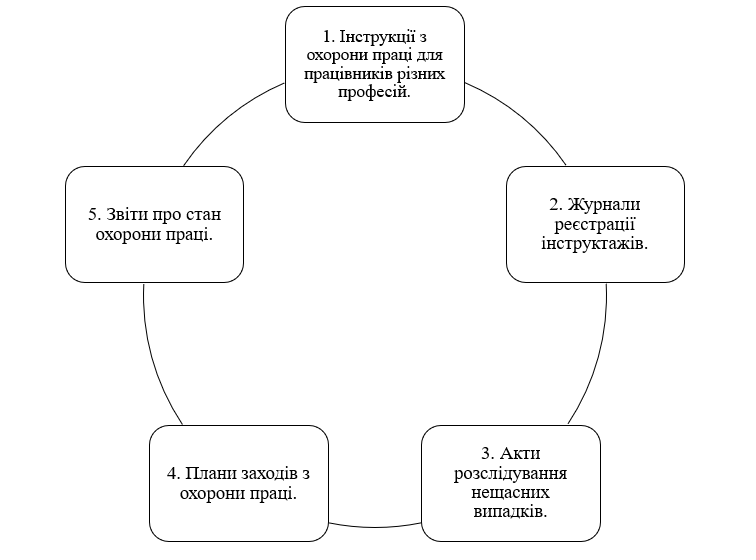 1. Інструкції з
охорони праці для
працівників різних
професій.
2. Журнали
реєстрації
інструктажів.
3. Акти
розслідування
нещасних
випадків.
4. Плани заходів з
охорони праці.
5. Звіти про стан
охорони праці.